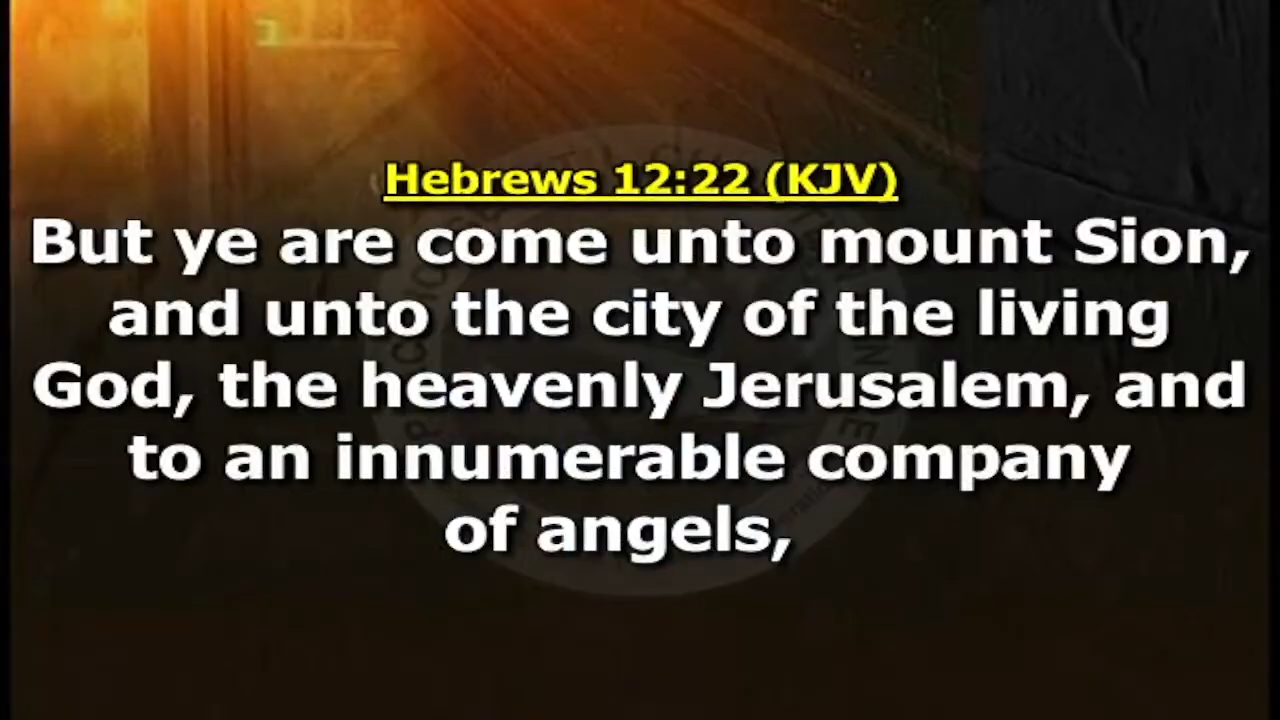 Hebrews 12:22 (KJV)
But ye are come unto mount Sion,
and unto the city of the living
God, the heavenly Jerusalem, and
to an innumerable company
of angels,